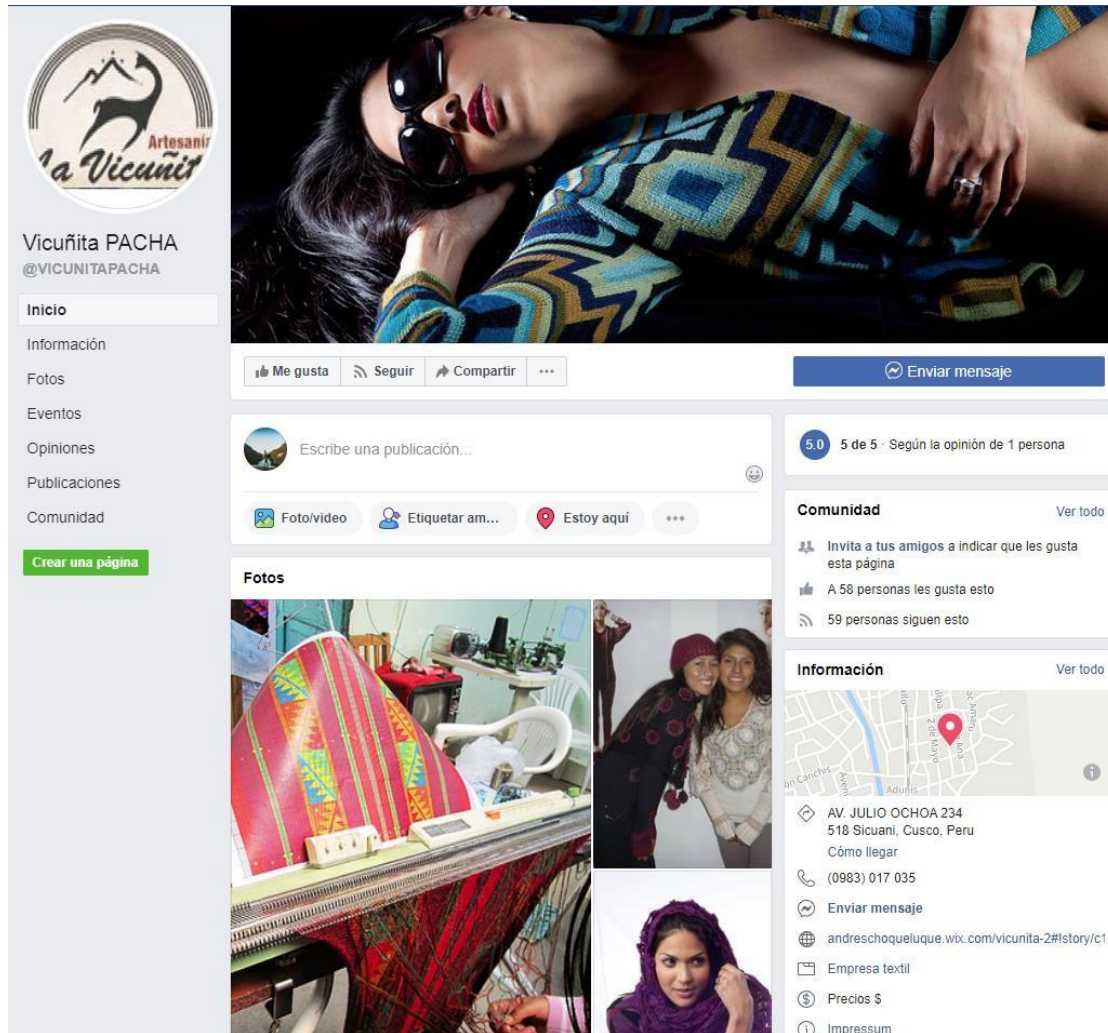 Artesaní
La Vicuñit
Vicuñita PACHA
@VICUNITAPACHA
Inicio
Información
Fotos
Eventos
Opiniones
Publicaciones
Comunidad
Crear una página
Me gusta
Seguir
Compartir
Enviar mensaje
Escribe una publicación...
Foto/video
Etiquetar am...
Estoy aquí
Fotos
5.0 5 de 5 · Según la opinión de 1 persona
Comunidad
Ver todo
Invita a tus amigos a indicar que les gusta
esta página
A 58 personas les gusta esto
59 personas siguen esto
Información
Ver todo
2 de Mayo
Ana
AV. JULIO OCHOA 234
518 Sicuani, Cusco, Peru
Cómo llegar
(0983) 017 035
Enviar mensaje
andreschoqueluque.wix.com/vicunita-2#!story/c1
Empresa textil
Precios $
Impressum